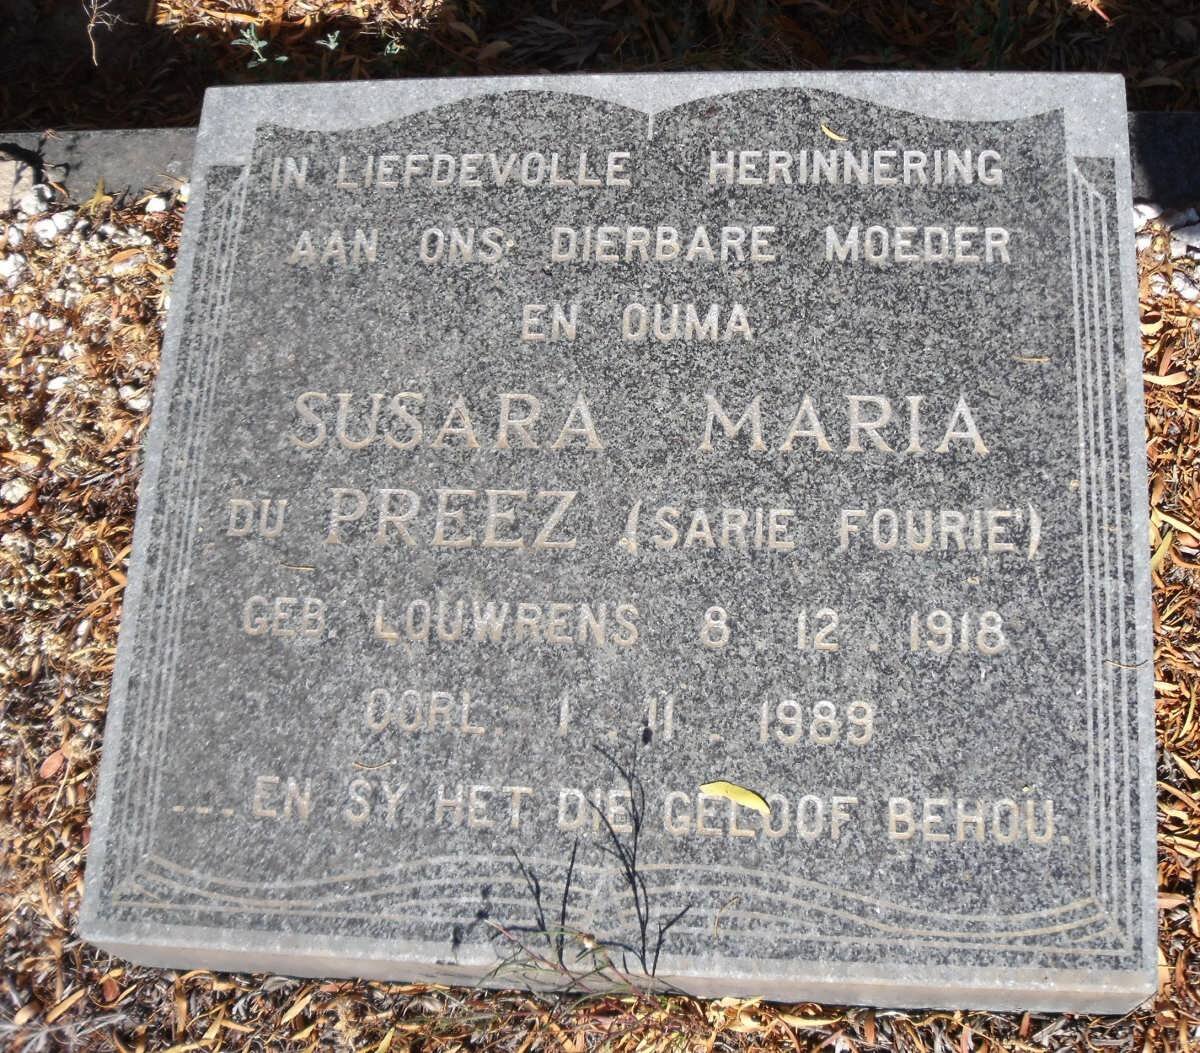 IN LIEFDEVOLLE HERINNERING
AAN ONS DIERBARE MOEDER
EN OUMA
SUSARA MARIA
DU PREEZ (SARIE FOURIE)
GEB LOUWRENS 8.12.1918
OORL. 1.11.1989
---EN SY HET DIE GELOOF BEHOU.